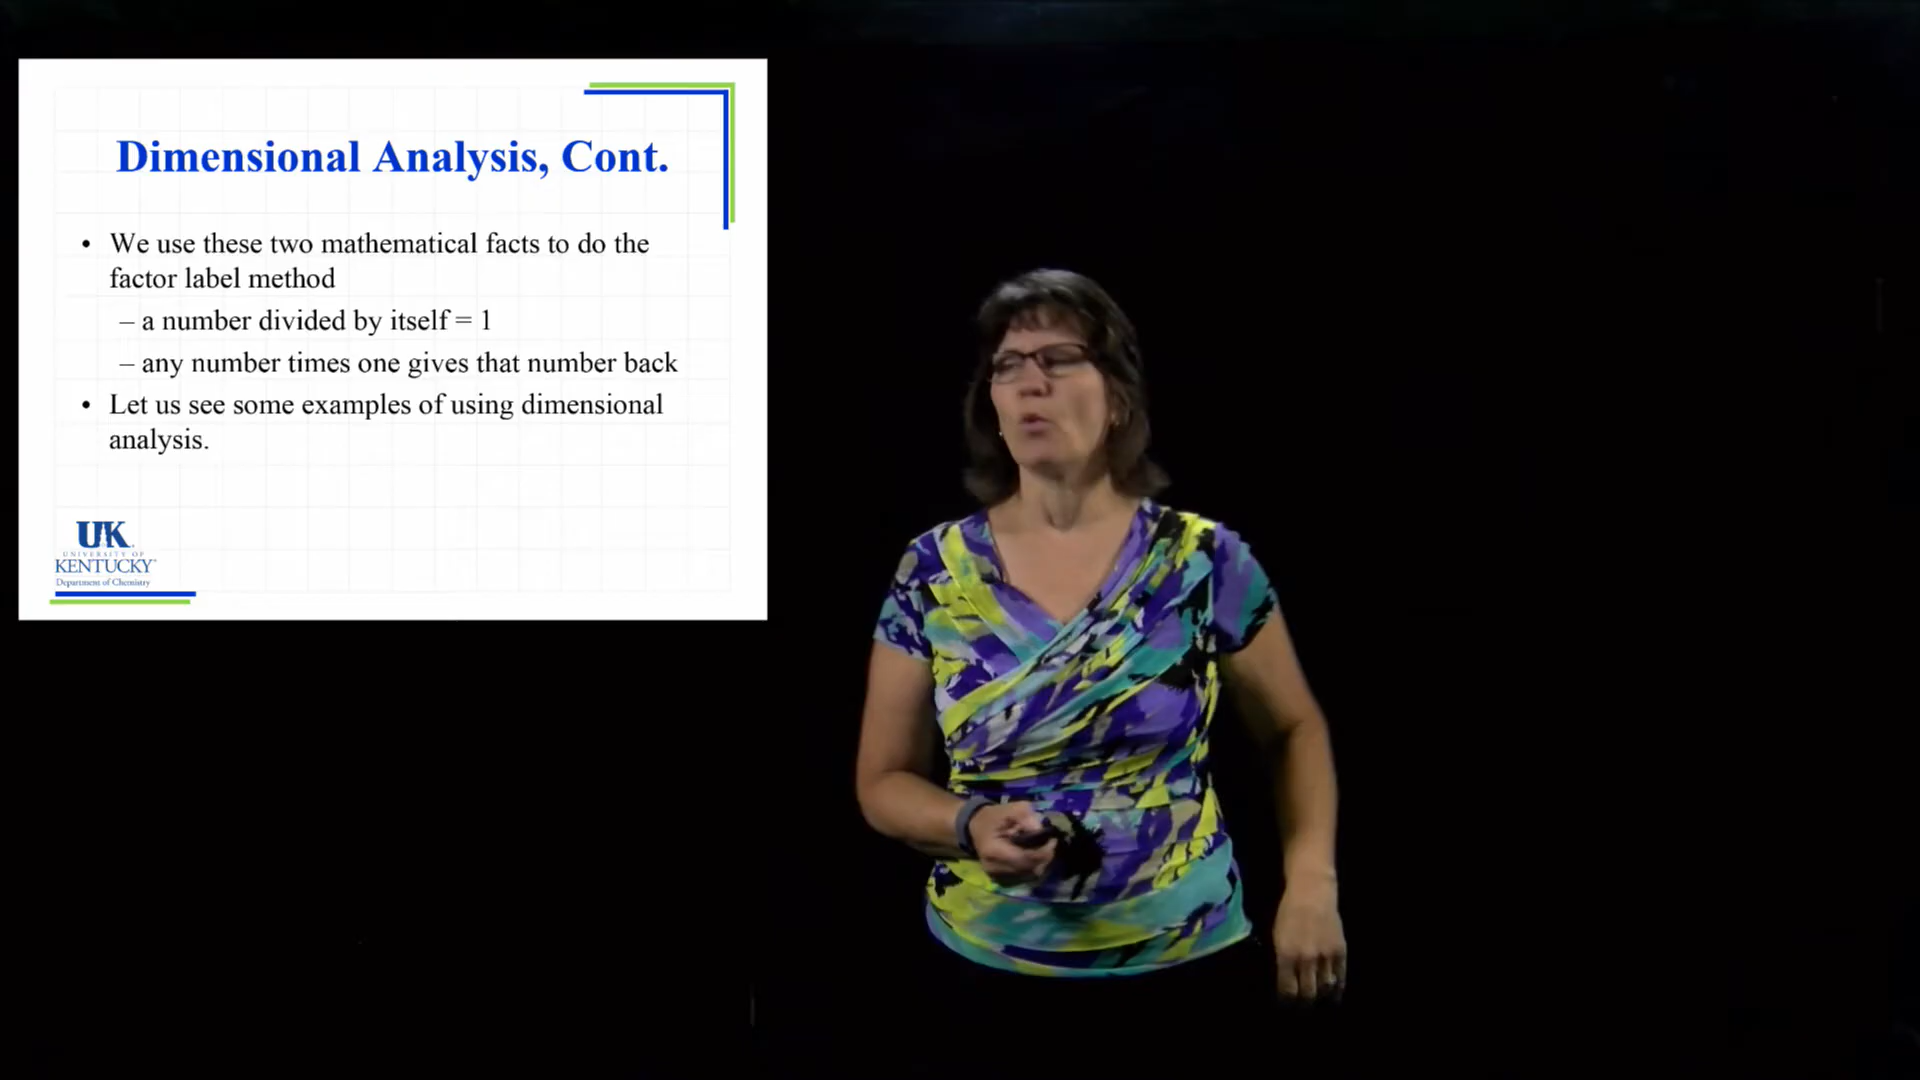 Dimensional Analysis, Cont.
• We use these two mathematical facts to do the
factor label method
– a number divided by itself = 1
– any number times one gives that number back
• Let us see some examples of using dimensional
analysis.
UK
UNIVERSITY OF
KENTUCKY
Department of Chemistry